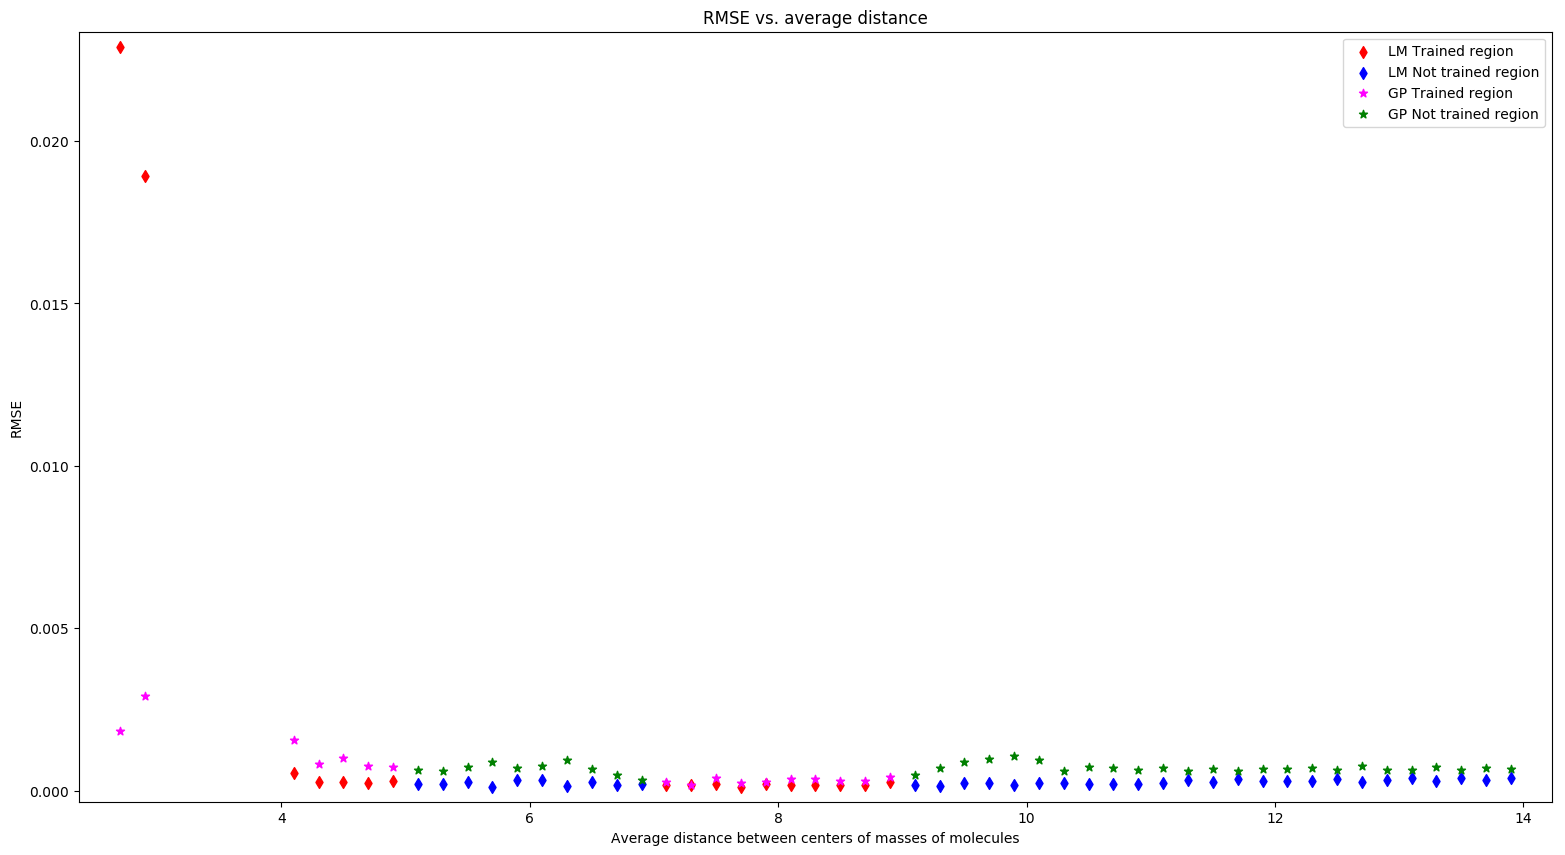 RMSE vs. average distance
LM Trained region
LM Not trained region
GP Trained region
GP Not trained region
0.020
0.015
0.010
0.005
0.000
RMSE
4 6 8 10 12 14
Average distance between centers of masses of molecules